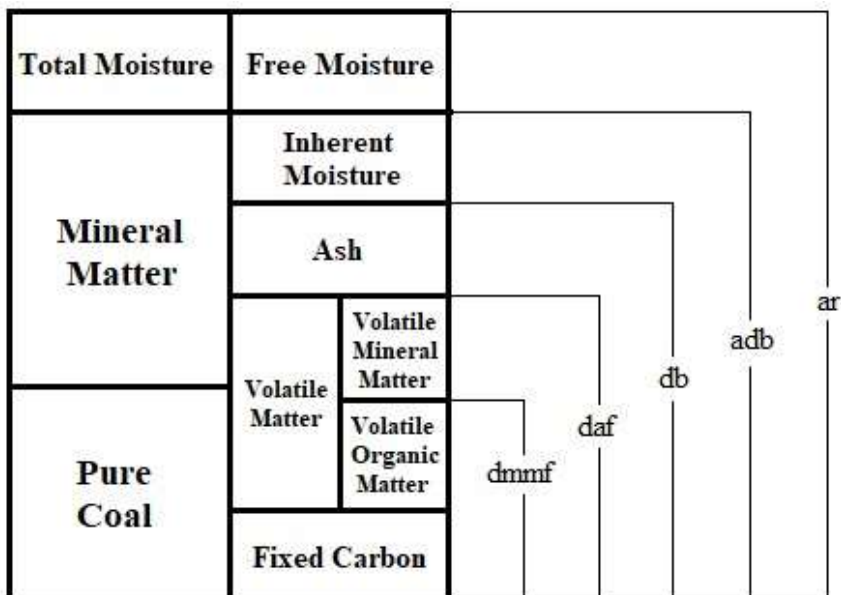 Total Moisture
Free Moisture
Inherent
Moisture
Mineral
Matter
Ash
Volatile
Matter
Volatile
Mineral
Matter
Volatile
Organic
Matter
Pure
Coal
Fixed Carbon
dmmf
daf
db
adb
ar